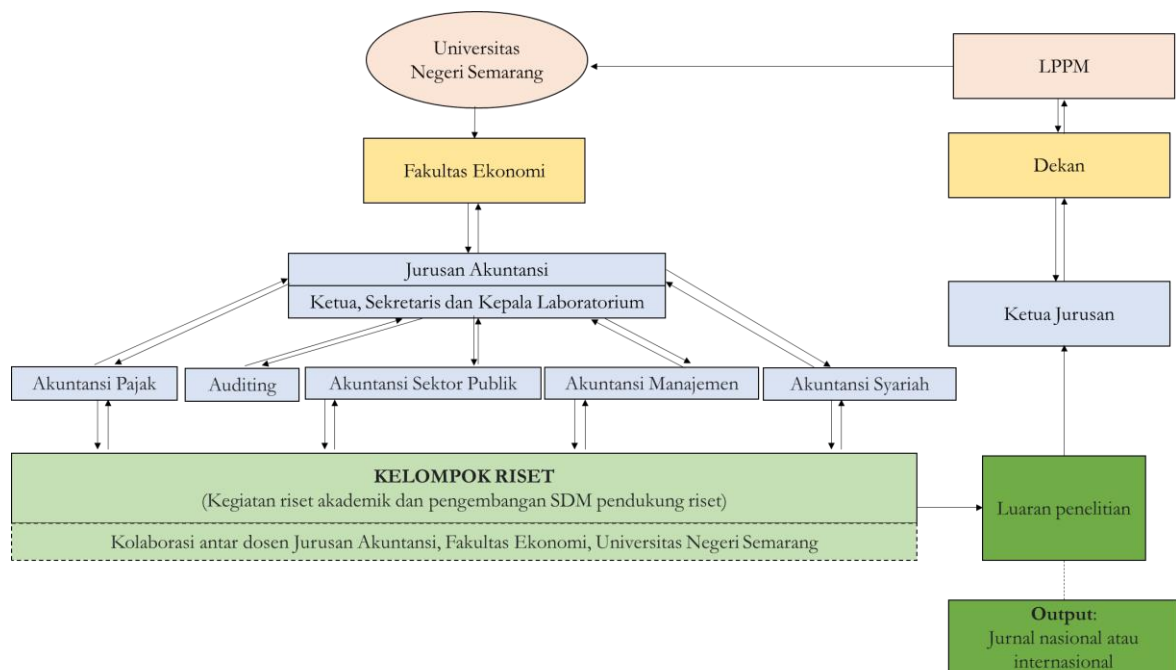 Universitas
Negeri Semarang
LPPM
Fakultas Ekonomi
Dekan
Jurusan Akuntansi
Ketua, Sekretaris dan Kepala Laboratorium
Ketua Jurusan
Akuntansi Pajak
Auditing
Akuntansi Sektor Publik
Akuntansi Manajemen
Akuntansi Syariah
KELOMPOK RISET
(Kegiatan riset akademik dan pengembangan SDM pendukung riset)
Kolaborasi antar dosen Jurusan Akuntansi, Fakultas Ekonomi, Universitas Negeri Semarang
Luaran penelitian
Output:
Jurnal nasional atau
internasional